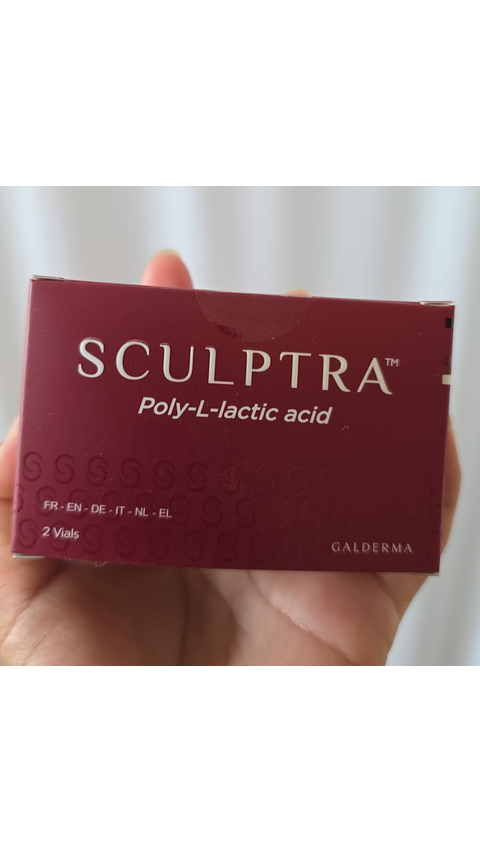 SCULPTRA™
Poly-L-lactic acid
FR - EN - DE - IT - NL - EL
2 Vials
GALDERMA